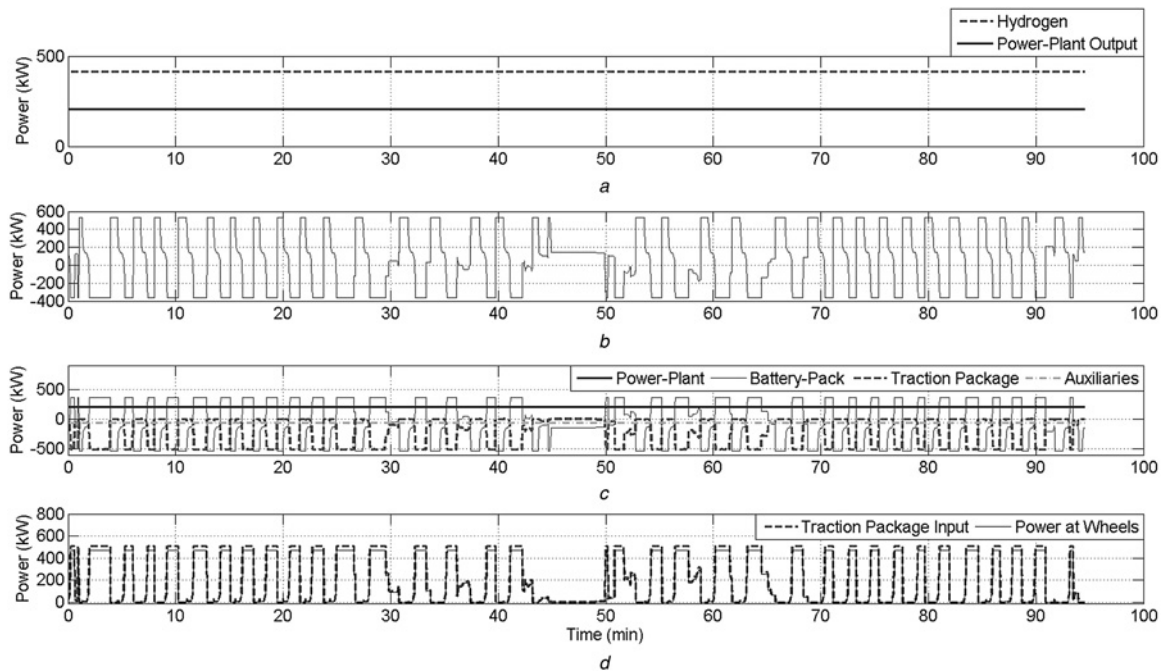 Hydrogen
Power-Plant Output
Power (kW)
500
0
0 10 20 30 40 50 60 70 80 90 100
a
Power (kW)
600
400
200
0
-200
-400
0 10 20 30 40 50 60 70 80 90 100
b
Power-Plant Battery-Pack Traction Package Auxiliaries
Power (kW)
500
0
-500
0 10 20 30 40 50 60 70 80 90 100
c
Traction Package Input Power at Wheels
Power (kW)
800
600
400
200
0
0 10 20 30 40 50 60 70 80 90 100
Time (min)
d